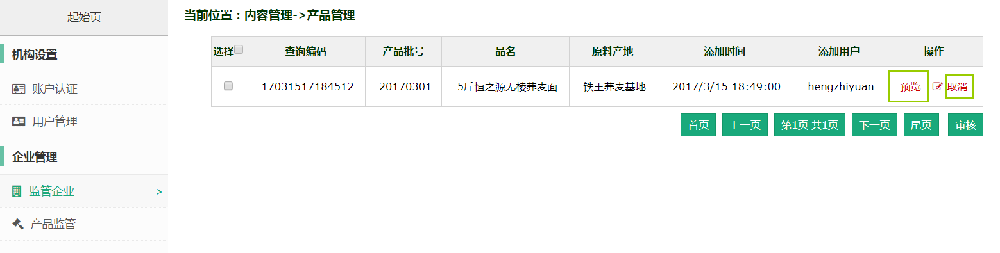 起始页
机构设置
账户认证
用户管理
企业管理
监管企业 >
产品监管
当前位置：内容管理->产品管理
选择 查询编码 产品批号 品名 原料产地 添加时间 添加用户 操作
17031517184512 20170301 5斤恒之源无棱荞麦面 铁王荞麦基地 2017/3/15 18:49:00 hengzhiyuan 预览 取消
首页 上一页 第1页 共1页 下一页 尾页 审核